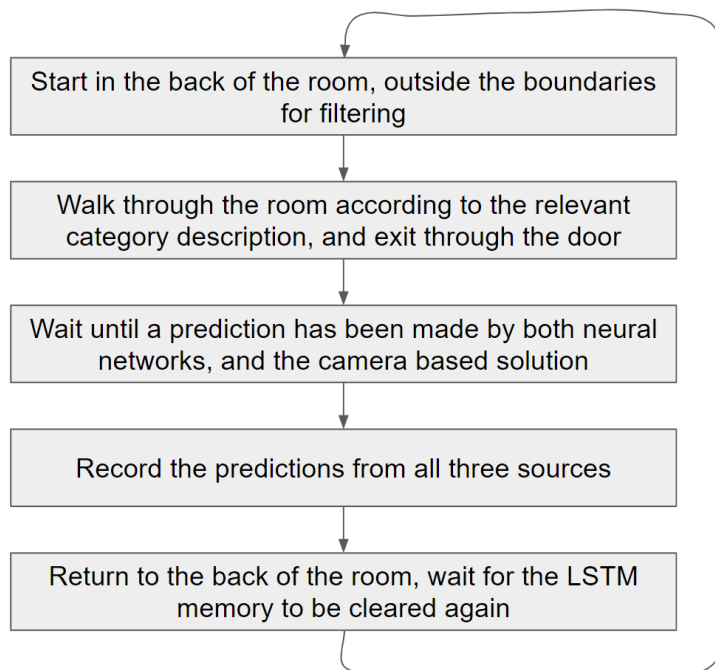 Start in the back of the room, outside the boundaries
for filtering
Walk through the room according to the relevant
category description, and exit through the door
Wait until a prediction has been made by both neural
networks, and the camera based solution
Record the predictions from all three sources
Return to the back of the room, wait for the LSTM
memory to be cleared again